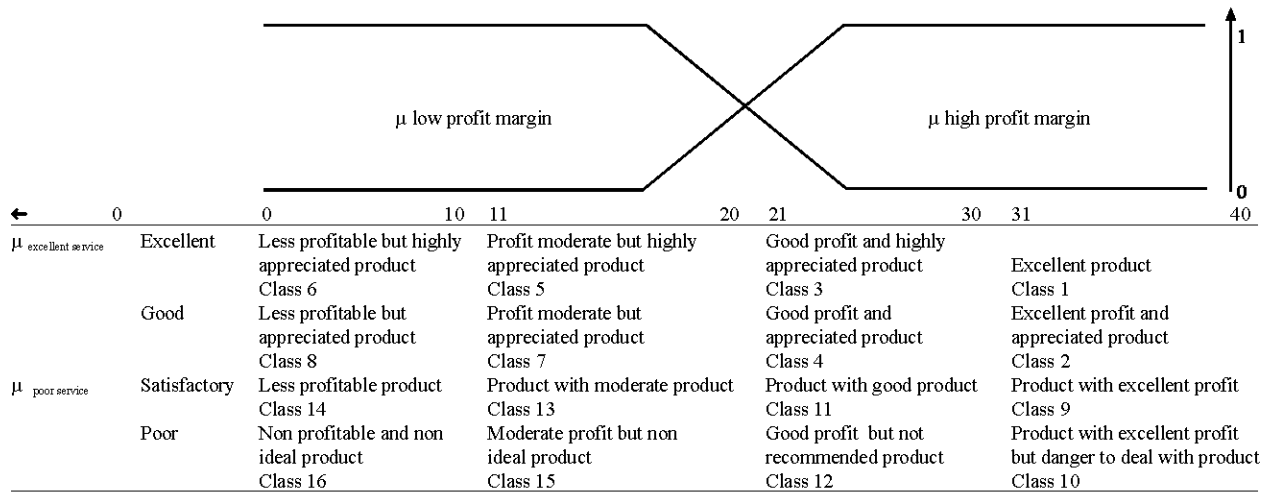 1
μ low profit margin
μ high profit margin
0
← 0 0 10 11 20 21 30 31 40
μ excellent service Excellent Less profitable but highly Profit moderate but highly Good profit and highly
appreciated product appreciated product appreciated product Excellent product
Class 6 Class 5 Class 3 Class 1
Good Less profitable but Profit moderate but Good profit and Excellent profit and
appreciated product appreciated product appreciated product appreciated product
Class 8 Class 7 Class 4 Class 2
μ poor service Satisfactory Less profitable product Product with moderate product Product with good product Product with excellent profit
Class 14 Class 13 Class 11 Class 9
Poor Non profitable and non Moderate profit but non Good profit but not Product with excellent profit
ideal product ideal product recommended product but danger to deal with product
Class 16 Class 15 Class 12 Class 10